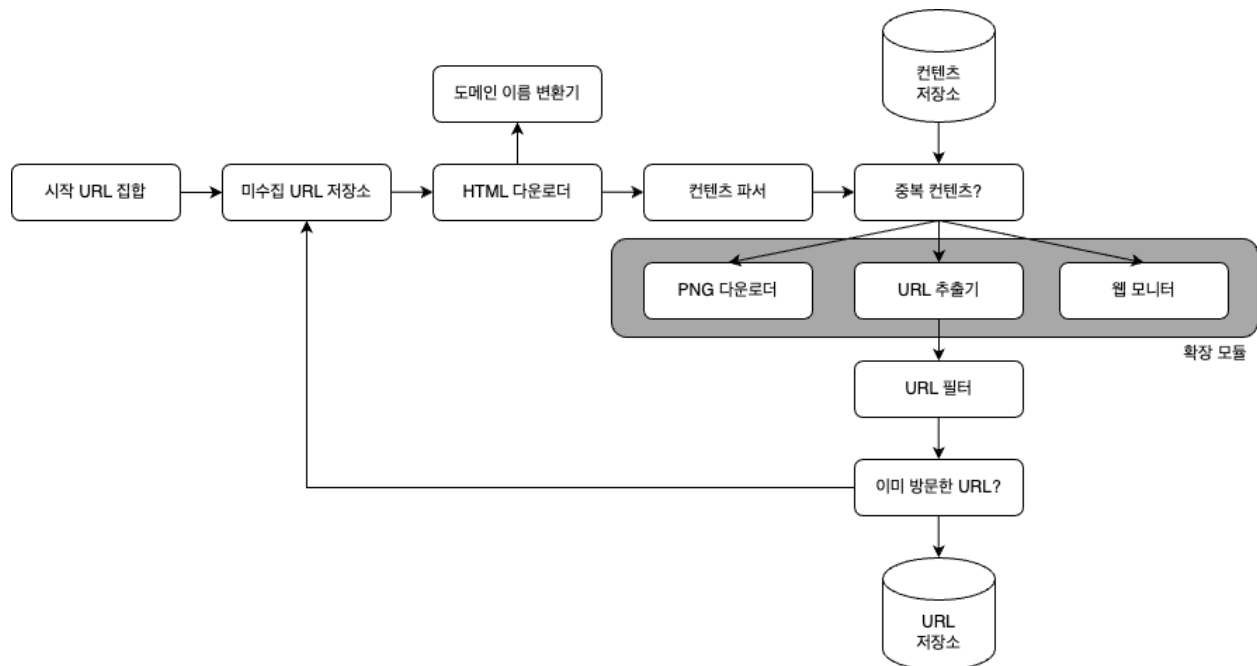 컨텐츠
저장소
도메인 이름 변환기
시작 URL 집합
미수집 URL 저장소
HTML 다운로더
컨텐츠 파서
중복 컨텐츠?
PNG 다운로더
URL 추출기
웹 모니터
확장 모듈
URL 필터
이미 방문한 URL?
URL
저장소